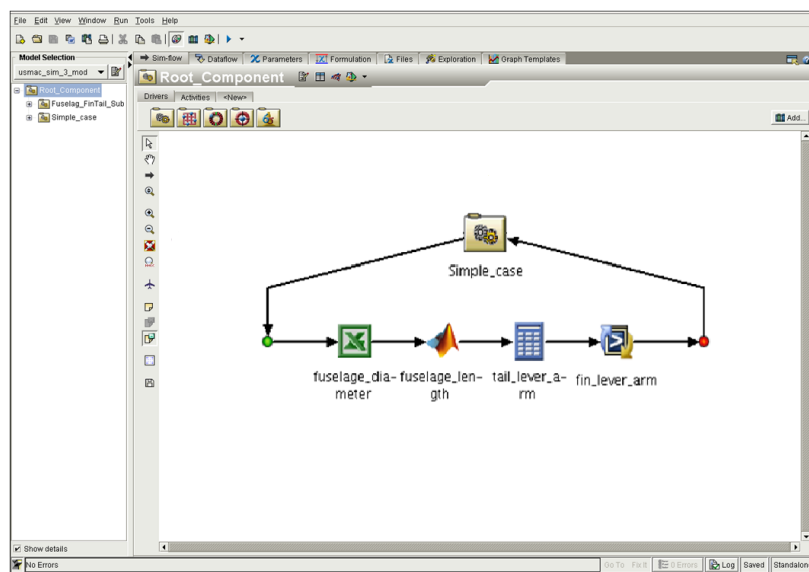 File Edit View Window Run Tools Help
Model Selection
Sim-flow Dataflow Parameters Formulation Files Exploration Graph Templates
usmac_sim_3_mod
Root_Component
Root_Component
Fuselag_FinTail_Sub
Simple_case
Drivers Activities <New>
Add...
Simple_case
fuselage_dia-
meter
fuselage_len-
gth
tail_lever_a-
rm
fin_lever_arm
Show details
No Errors
Go To Fix It 0 Errors Log Saved Standalon